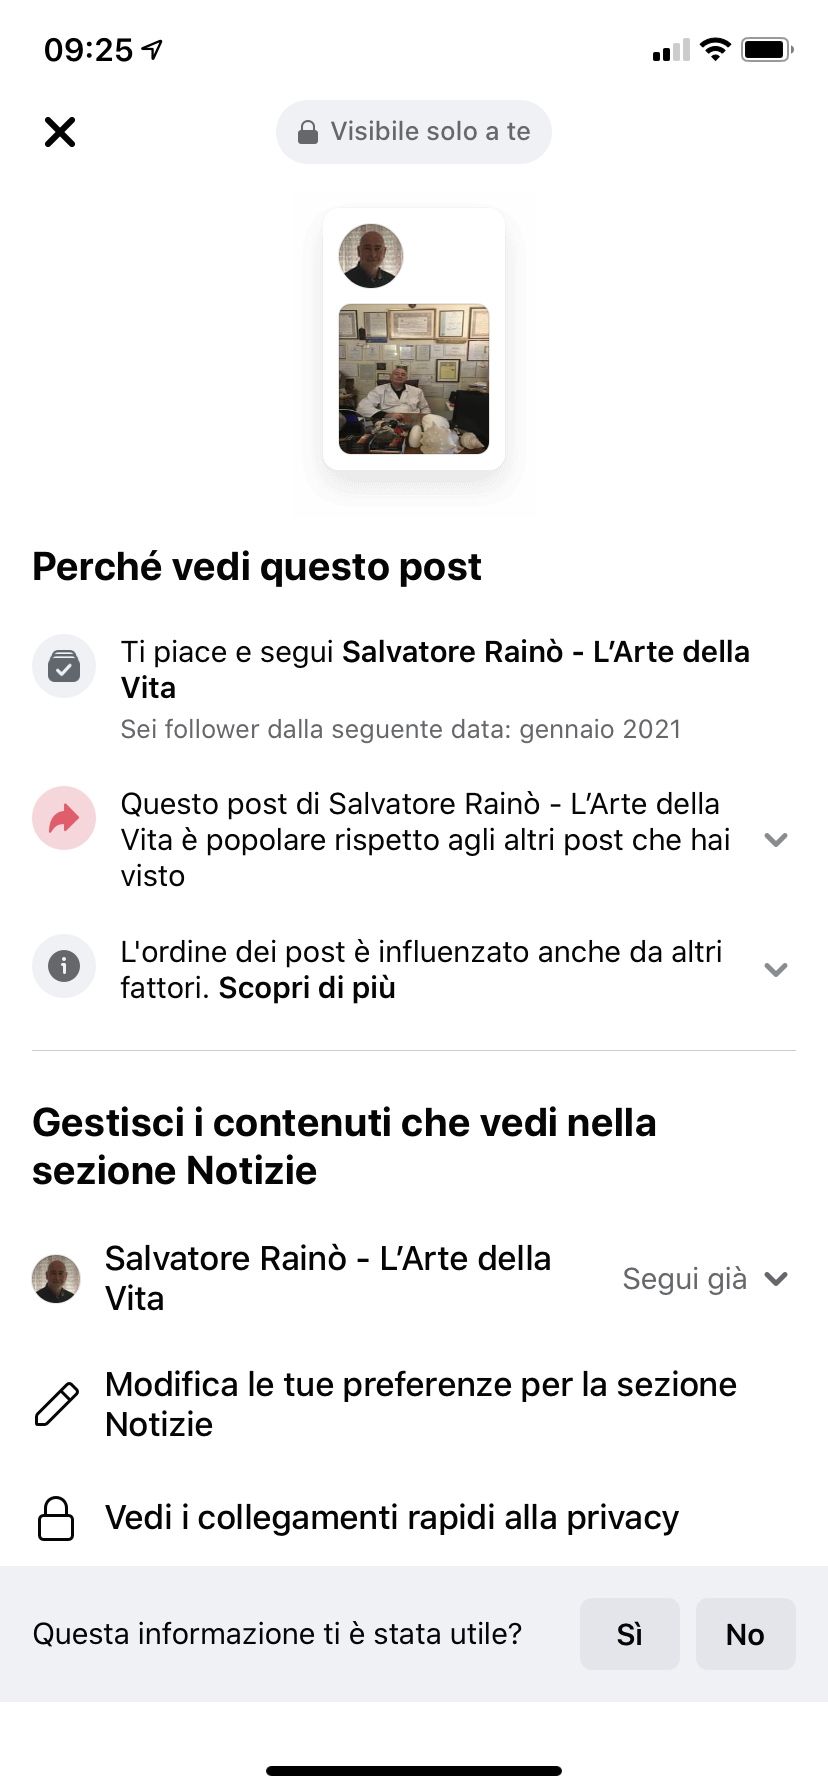 09:25
Visibile solo a te
Perché vedi questo post
Ti piace e segui Salvatore Rainò - L’Arte della
Vita
Sei follower dalla seguente data: gennaio 2021
Questo post di Salvatore Rainò - L’Arte della
Vita è popolare rispetto agli altri post che hai
visto
L'ordine dei post è influenzato anche da altri
fattori. Scopri di più
Gestisci i contenuti che vedi nella
sezione Notizie
Salvatore Rainò - L’Arte della
Vita
Segui già
Modifica le tue preferenze per la sezione
Notizie
Vedi i collegamenti rapidi alla privacy
Questa informazione ti è stata utile?
Sì
No